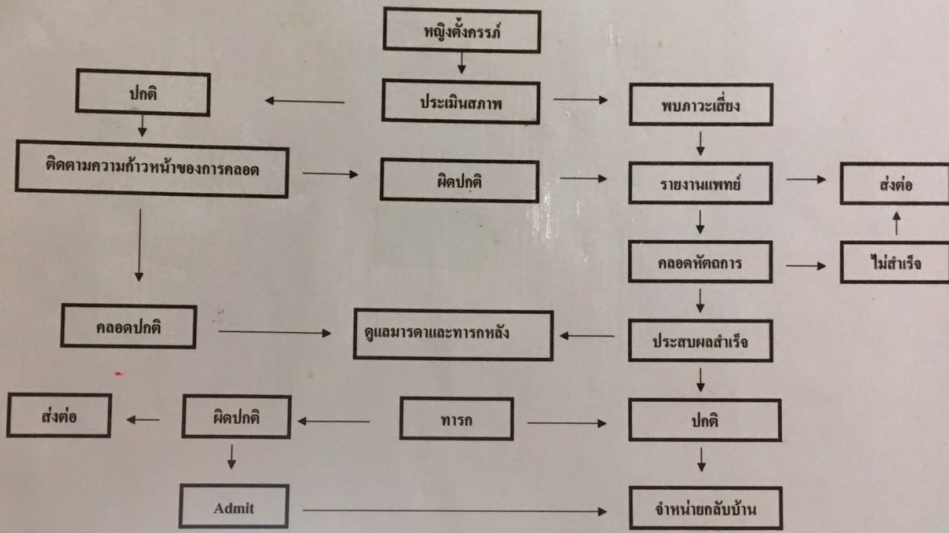 หญิงตั้งครรภ์
ปกติ
ประเมินสภาพ
พบภาวะเสี่ยง
ติดตามความก้าวหน้าของการคลอด
ผิดปกติ
รายงานแพทย์
ส่งต่อ
คลอดหัตถการ
ไม่สำเร็จ
คลอดปกติ
ดูแลมารดาและทารกหลัง
ประสบผลสำเร็จ
ส่งต่อ
ผิดปกติ
ทารก
ปกติ
Admit
จำหน่ายกลับบ้าน